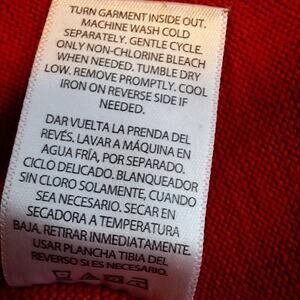 TURN GARMENT INSIDE OUT.
MACHINE WASH COLD
SEPARATELY. GENTLE CYCLE.
ONLY NON-CHLORINE BLEACH
WHEN NEEDED. TUMBLE DRY
LOW. REMOVE PROMPTLY. COOL
IRON ON REVERSE SIDE IF
NEEDED.
DAR VUELTA LA PRENDA DEL
REVÉS. LAVAR A MÁQUINA EN
AGUA FRÍA, POR SEPARADO.
CICLO DELICADO. BLANQUEADOR
SIN CLORO SOLAMENTE, CUANDO
SEA NECESARIO. SECAR EN
SECADORA A TEMPERATURA
BAJA. RETIRAR INMEDIATAMENTE.
USAR PLANCHA TIBIA DEL
REVERSO SI ES NECESARIO.